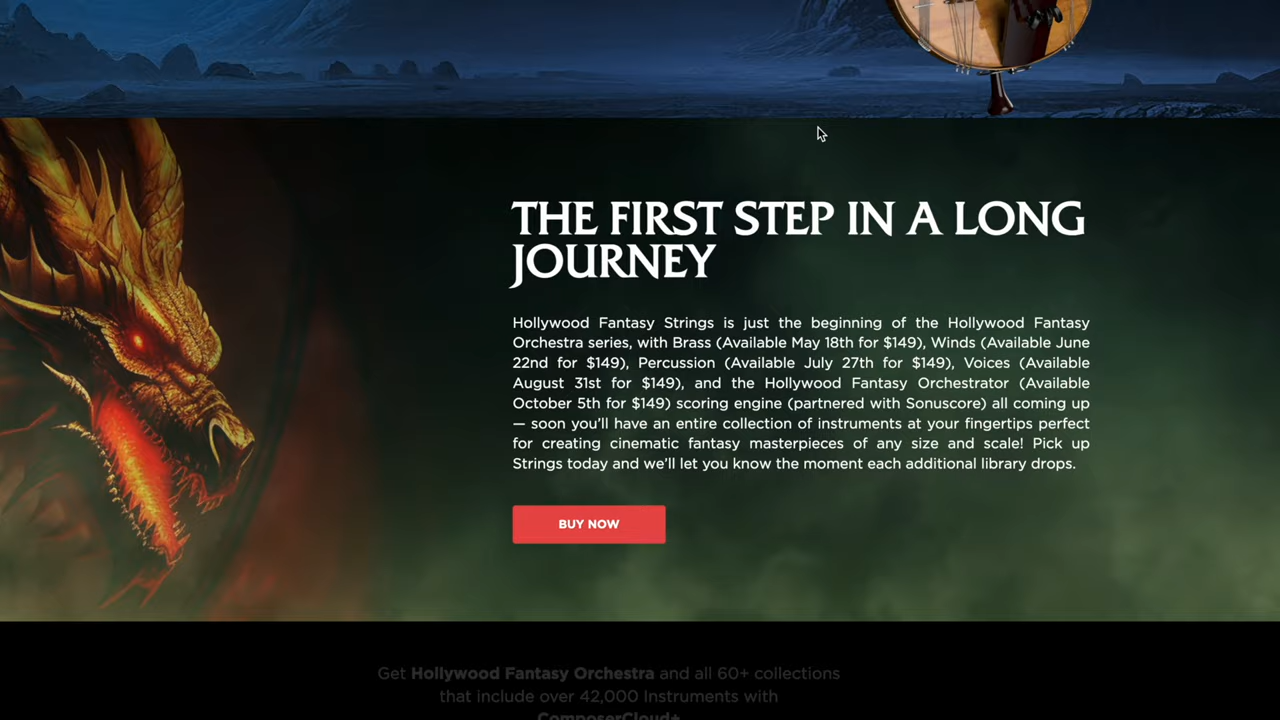 THE FIRST STEP IN A LONG
JOURNEY
Hollywood Fantasy Strings is just the beginning of the Hollywood Fantasy
Orchestra series, with Brass (Available May 18th for $149), Winds (Available June
22nd for $149), Percussion (Available July 27th for $149), Voices (Available
August 31st for $149), and the Hollywood Fantasy Orchestrator (Available
October 5th for $149) scoring engine (partnered with Sonuscore) all coming up
— soon you'll have an entire collection of instruments at your fingertips perfect
for creating cinematic fantasy masterpieces of any size and scale! Pick up
Strings today and we'll let you know the moment each additional library drops.
BUY NOW
Get Hollywood Fantasy Orchestra and all 60+ collections
that include over 42,000 Instruments with
ComposerCloud+